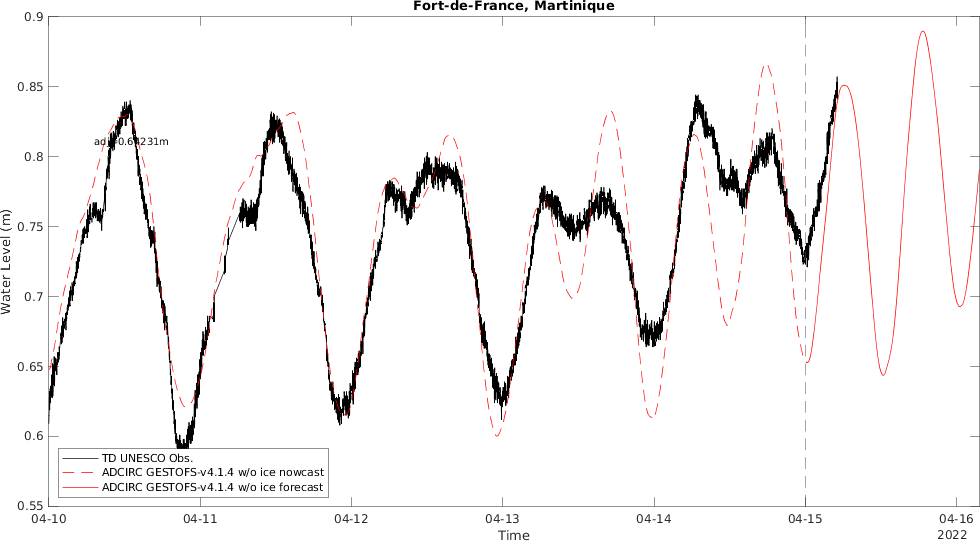 Fort-de-France, Martinique
0.9
0.85
0.8
0.75
0.7
0.65
0.6
0.55
Water Level (m)
TD UNESCO Obs.
ADCIRC GESTOFS-v4.1.4 w/o ice nowcast
ADCIRC GESTOFS-v4.1.4 w/o ice forecast
04-10
04-11
04-12
04-13
04-14
04-15
04-16
Time
2022